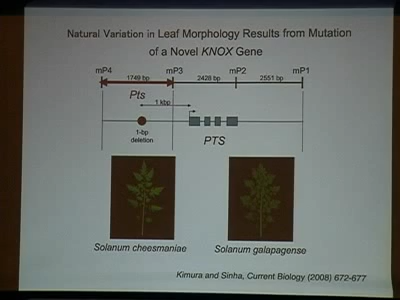 Natural Variation in Leaf Morphology Results from Mutation
of a Novel KNOX Gene
mP4 mP3 mP2 mP1
1749 bp 2428 bp 2551 bp
Pts
1 kbp
1-bp
deletion
PTS
Solanum cheesmaniae Solanum galapagense
Kimura and Sinha, Current Biology (2008) 672-677